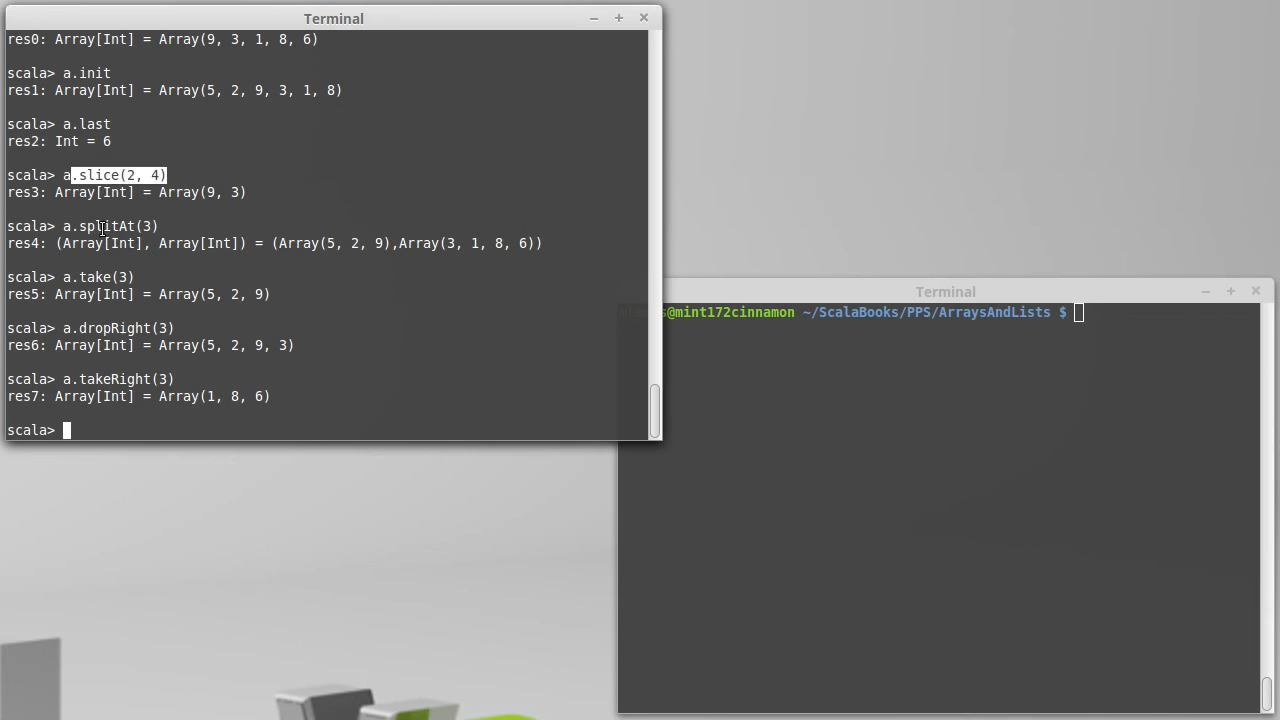 Terminal
res0: Array[Int] = Array(9, 3, 1, 8, 6)
scala> a.init
res1: Array[Int] = Array(5, 2, 9, 3, 1, 8)
scala> a.last
res2: Int = 6
scala> a.slice(2, 4)
res3: Array[Int] = Array(9, 3)
scala> a.splitAt(3)
res4: (Array[Int], Array[Int]) = (Array(5, 2, 9),Array(3, 1, 8, 6))
scala> a.take(3)
res5: Array[Int] = Array(5, 2, 9)
scala> a.dropRight(3)
res6: Array[Int] = Array(5, 2, 9, 3)
scala> a.takeRight(3)
res7: Array[Int] = Array(1, 8, 6)
scala>
Terminal
s@mint172cinnamon ~/ScalaBooks/PPS/ArraysAndLists $